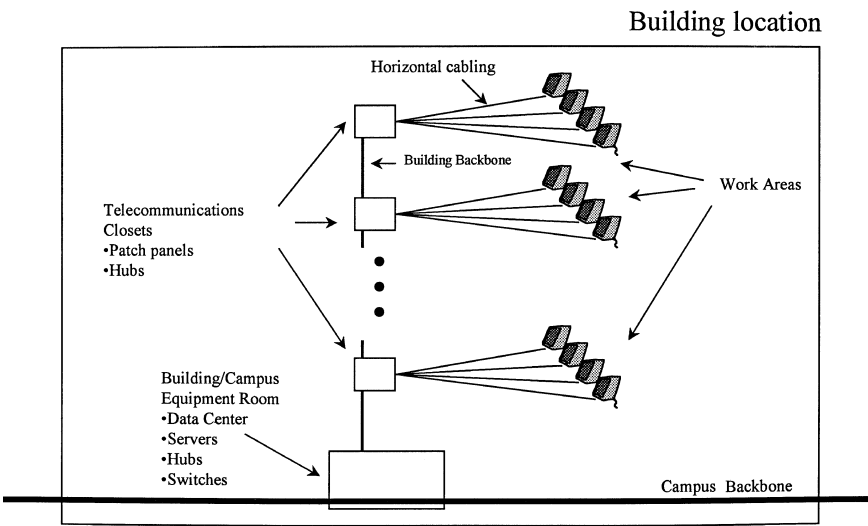 Building location
Horizontal cabling
Building Backbone
Work Areas
Telecommunications
Closets
•Patch panels
•Hubs
Building/Campus
Equipment Room
•Data Center
•Servers
•Hubs
•Switches
Campus Backbone